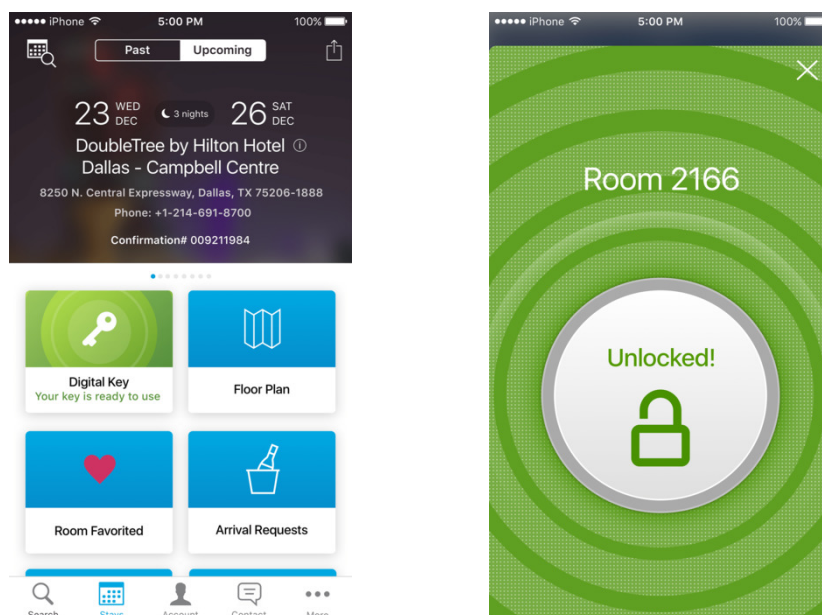 iPhone 5:00 PM 100%
Past Upcoming
23 WED DEC 3 nights 26 SAT DEC
DoubleTree by Hilton Hotel
Dallas - Campbell Centre
8250 N. Central Expressway, Dallas, TX 75206-1888
Phone: +1-214-691-8700
Confirmation# 009211984
Digital Key
Your key is ready to use
Floor Plan
Room Favorited
Arrival Requests
Search Stays Account Contact More
iPhone 5:00 PM 100%
Room 2166
Unlocked!